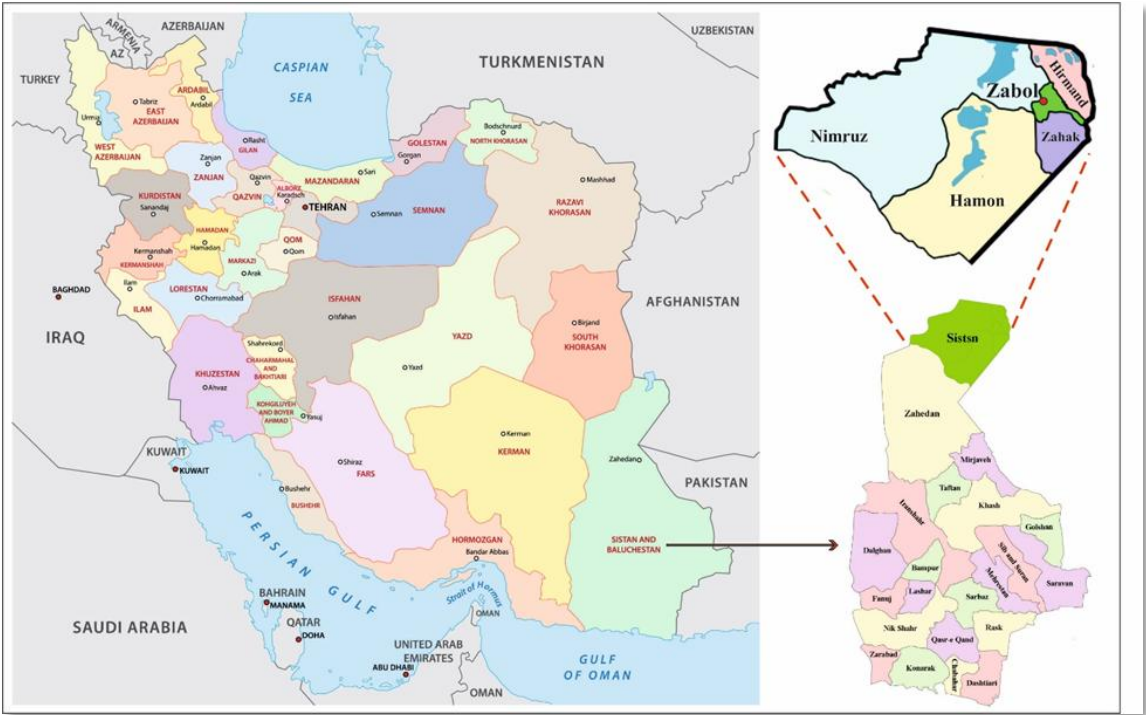 ARMENIA
AZERBAIJAN
AZ
UZBEKISTAN
TURKEY
CASPIAN
SEA
TURKMENISTAN
Tabriz
EAST
AZERBAIJAN
ARDABIL
Ardabil
Urmia
WEST
AZERBAIJAN
Rasht
GILAN
Zanjan
ZANJAN
Qazvin
QAZVIN
ALBORZ
Karadsch
TEHRAN
MAZANDARAN
Sari
GOLESTAN
Gorgan
Bodschnurd
NORTH KHORASAN
Mashhad
RAZAVI
KHORASAN
Semnan
SEMNAN
KURDISTAN
Sanandaj
HAMADAN
Hamadan
QOM
Qom
MARKAZI
Arak
Kermanshah
KERMANSHAH
Ilam
ILAM
LORESTAN
Chorramabad
BAGHDAD
IRAQ
ISFAHAN
Isfahan
YAZD
Yazd
Birjand
SOUTH
KHORASAN
AFGHANISTAN
KHUZESTAN
Ahvaz
Shahrekord
CHAHARMAHAL
AND
BAKHTIARI
KOHGILUYEH
AND BOYER
AHMAD
Yasuj
Shiraz
FARS
Kerman
KERMAN
Zahedan
PAKISTAN
KUWAIT
KUWAIT
Bushehr
BUSHEHR
PERSIAN GULF
HORMOZGAN
Bandar Abbas
SISTAN AND
BALUCHESTAN
Strait of Hormus
OMAN
BAHRAIN
MANAMA
QATAR
DOHA
SAUDI ARABIA
UNITED ARAB
EMIRATES
ABU DHABI
OMAN
GULF
OF OMAN
Nimruz
Zabol
Hirmand
Zahak
Hamon
Sistsn
Zahedan
Mirjaveh
Taftan
Iranshahr
Khash
Golshan
Dalghan
Bampur
Sib and Suran
Mehrestan
Saravan
Fanuj
Lashar
Sarbaz
Nik Shahr
Qasr-e Qand
Rask
Zarabad
Konarak
Chabahar
Dashtiari